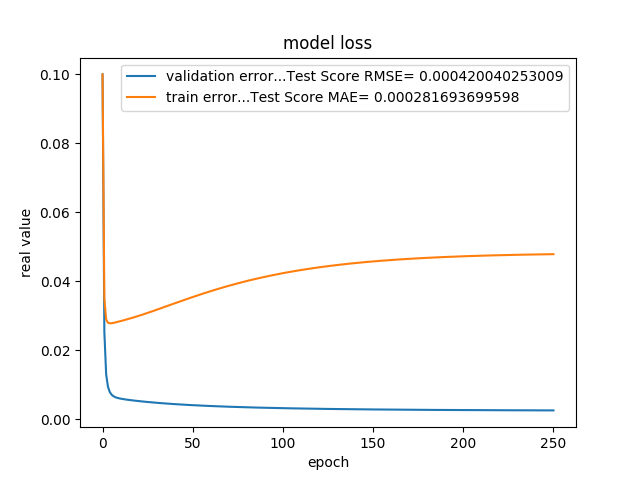 model loss
validation error...Test Score RMSE= 0.000420040253009
train error...Test Score MAE= 0.000281693699598
real value
0.10
0.08
0.06
0.04
0.02
0.00
0 50 100 150 200 250
epoch